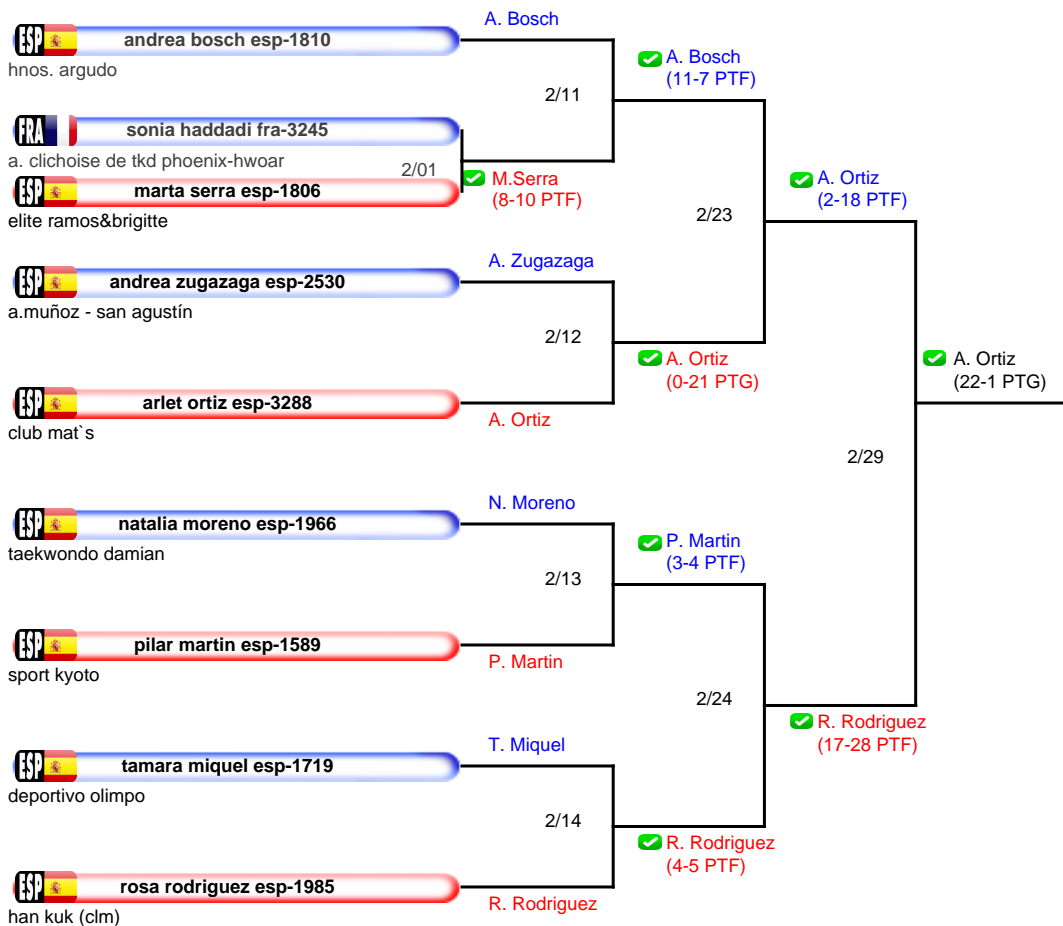 A. Bosch
ESP andrea bosch esp-1810
hnos. argudo
A. Bosch
(11-7 PTF)
2/11
FRA sonia haddadi fra-3245
a. clichoise de tkd phoenix-hwoar
2/01
M.Serra
(8-10 PTF)
ESP marta serra esp-1806
elite ramos&brigitte
A. Ortiz
(2-18 PTF)
2/23
A. Zugazaga
ESP andrea zugazaga esp-2530
a.muñoz - san agustín
2/12
A. Ortiz
(0-21 PTG)
A. Ortiz
(22-1 PTG)
ESP arlet ortiz esp-3288
club mat`s
A. Ortiz
2/29
N. Moreno
ESP natalia moreno esp-1966
taekwondo damian
P. Martin
(3-4 PTF)
2/13
ESP pilar martin esp-1589
sport kyoto
P. Martin
2/24
R. Rodriguez
(17-28 PTF)
T. Miquel
ESP tamara miquel esp-1719
deportivo olimpo
2/14
R. Rodriguez
(4-5 PTF)
ESP rosa rodriguez esp-1985
han kuk (clm)
R. Rodriguez